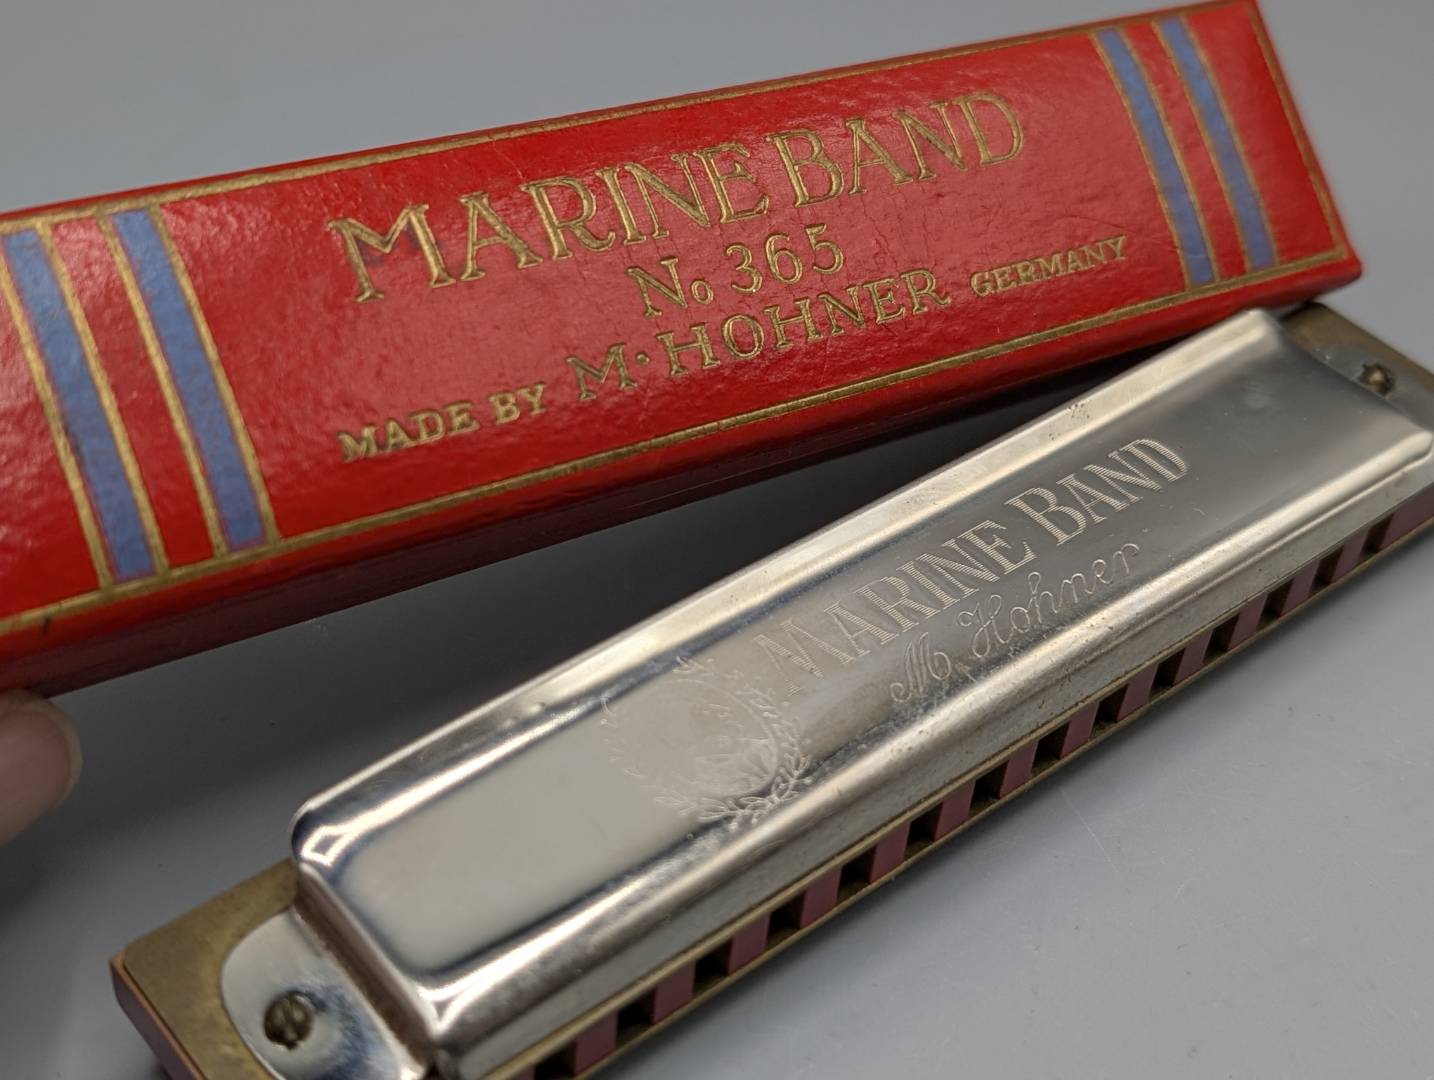 MARINE BAND
No 365
MADE BY M. HOHNER GERMANY
MARINE BAND
M. Hohner